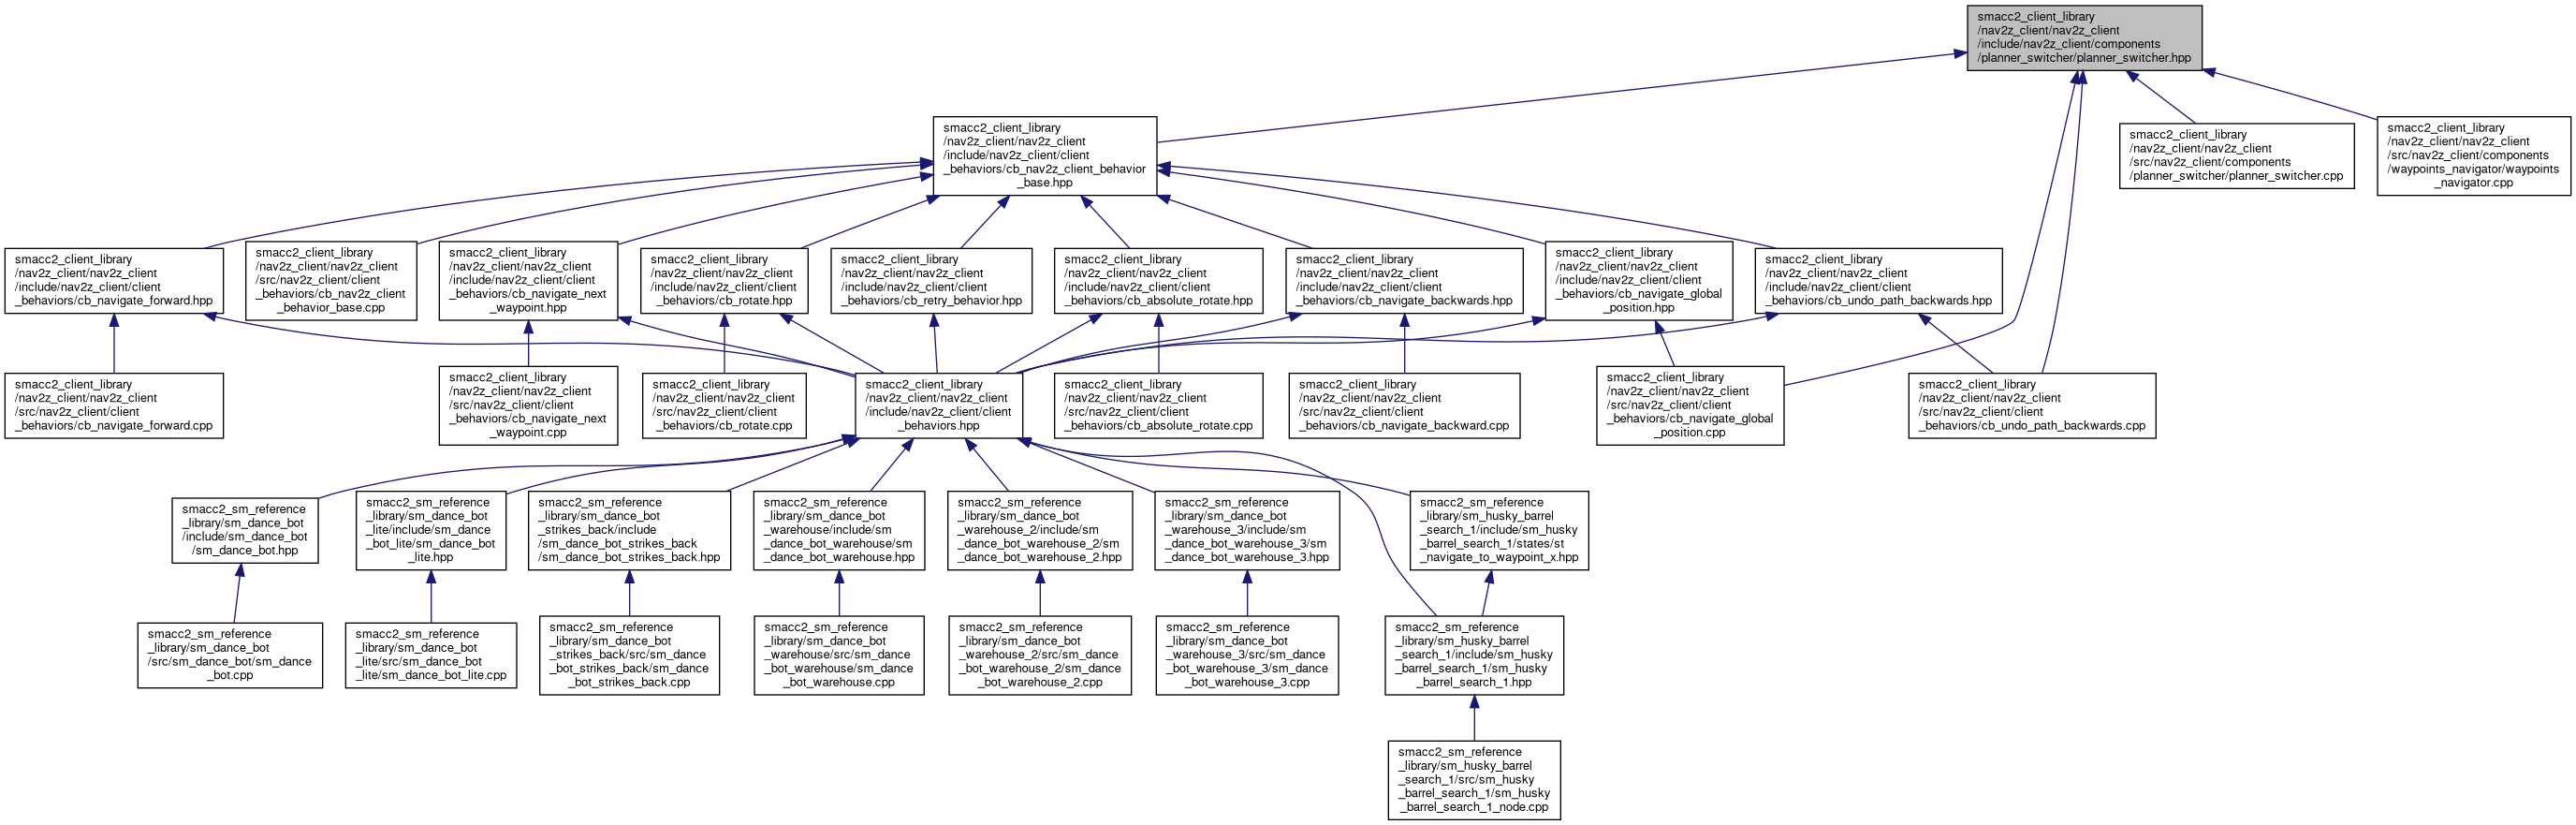 smacc2_client_library
/nav2z_client/nav2z_client
/include/nav2z_client/components
/planner_switcher/planner_switcher.hpp
smacc2_client_library
/nav2z_client/nav2z_client
/include/nav2z_client/client
_behaviors/cb_nav2z_client_behavior
_base.hpp
smacc2_client_library
/nav2z_client/nav2z_client
/src/nav2z_client/components
/planner_switcher/planner_switcher.cpp
smacc2_client_library
/nav2z_client/nav2z_client
/src/nav2z_client/components
/waypoints_navigator/waypoints
_navigator.cpp
smacc2_client_library
/nav2z_client/nav2z_client
/include/nav2z_client/client
_behaviors/cb_navigate_forward.hpp
smacc2_client_library
/nav2z_client/nav2z_client
/src/nav2z_client/client
_behaviors/cb_nav2z_client
_behavior_base.cpp
smacc2_client_library
/nav2z_client/nav2z_client
/include/nav2z_client/client
_behaviors/cb_navigate_next
_waypoint.hpp
smacc2_client_library
/nav2z_client/nav2z_client
/include/nav2z_client/client
_behaviors/cb_rotate.hpp
smacc2_client_library
/nav2z_client/nav2z_client
/include/nav2z_client/client
_behaviors/cb_retry_behavior.hpp
smacc2_client_library
/nav2z_client/nav2z_client
/include/nav2z_client/client
_behaviors/cb_absolute_rotate.hpp
smacc2_client_library
/nav2z_client/nav2z_client
/include/nav2z_client/client
_behaviors/cb_navigate_backwards.hpp
smacc2_client_library
/nav2z_client/nav2z_client
/include/nav2z_client/client
_behaviors/cb_navigate_global
_position.hpp
smacc2_client_library
/nav2z_client/nav2z_client
/include/nav2z_client/client
_behaviors/cb_undo_path_backwards.hpp
smacc2_client_library
/nav2z_client/nav2z_client
/src/nav2z_client/client
_behaviors/cb_navigate_forward.cpp
smacc2_client_library
/nav2z_client/nav2z_client
/src/nav2z_client/client
_behaviors/cb_navigate_next
_waypoint.cpp
smacc2_client_library
/nav2z_client/nav2z_client
/src/nav2z_client/client
_behaviors/cb_rotate.cpp
smacc2_client_library
/nav2z_client/nav2z_client
/include/nav2z_client/client
_behaviors.hpp
smacc2_client_library
/nav2z_client/nav2z_client
/src/nav2z_client/client
_behaviors/cb_absolute_rotate.cpp
smacc2_client_library
/nav2z_client/nav2z_client
/src/nav2z_client/client
_behaviors/cb_navigate_backward.cpp
smacc2_client_library
/nav2z_client/nav2z_client
/src/nav2z_client/client
_behaviors/cb_navigate_global
_position.cpp
smacc2_client_library
/nav2z_client/nav2z_client
/src/nav2z_client/client
_behaviors/cb_undo_path_backwards.cpp
smacc2_sm_reference
_library/sm_dance_bot
/include/sm_dance_bot
/sm_dance_bot.hpp
smacc2_sm_reference
_library/sm_dance_bot
_lite/include/sm_dance
_bot_lite/sm_dance_bot
_lite.hpp
smacc2_sm_reference
_library/sm_dance_bot
_strikes_back/include
/sm_dance_bot_strikes_back
/sm_dance_bot_strikes_back.hpp
smacc2_sm_reference
_library/sm_dance_bot
_warehouse/include/sm
_dance_bot_warehouse/sm
_dance_bot_warehouse.hpp
smacc2_sm_reference
_library/sm_dance_bot
_warehouse_2/include/sm
_dance_bot_warehouse_2/sm
_dance_bot_warehouse_2.hpp
smacc2_sm_reference
_library/sm_dance_bot
_warehouse_3/include/sm
_dance_bot_warehouse_3/sm
_dance_bot_warehouse_3.hpp
smacc2_sm_reference
_library/sm_husky_barrel
_search_1/include/sm_husky
_barrel_search_1/states/st
_navigate_to_waypoint_x.hpp
smacc2_sm_reference
_library/sm_dance_bot
/src/sm_dance_bot/sm_dance
_bot.cpp
smacc2_sm_reference
_library/sm_dance_bot
_lite/src/sm_dance_bot
_lite/sm_dance_bot_lite.cpp
smacc2_sm_reference
_library/sm_dance_bot
_strikes_back/src/sm_dance
_bot_strikes_back/sm_dance
_bot_strikes_back.cpp
smacc2_sm_reference
_library/sm_dance_bot
_warehouse/src/sm_dance
_bot_warehouse/sm_dance
_bot_warehouse.cpp
smacc2_sm_reference
_library/sm_dance_bot
_warehouse_2/src/sm_dance
_bot_warehouse_2/sm_dance
_bot_warehouse_2.cpp
smacc2_sm_reference
_library/sm_dance_bot
_warehouse_3/src/sm_dance
_bot_warehouse_3/sm_dance
_bot_warehouse_3.cpp
smacc2_sm_reference
_library/sm_husky_barrel
_search_1/include/sm_husky
_barrel_search_1/sm_husky
_barrel_search_1.hpp
smacc2_sm_reference
_library/sm_husky_barrel
_search_1/src/sm_husky
_barrel_search_1/sm_husky
_barrel_search_1_node.cpp